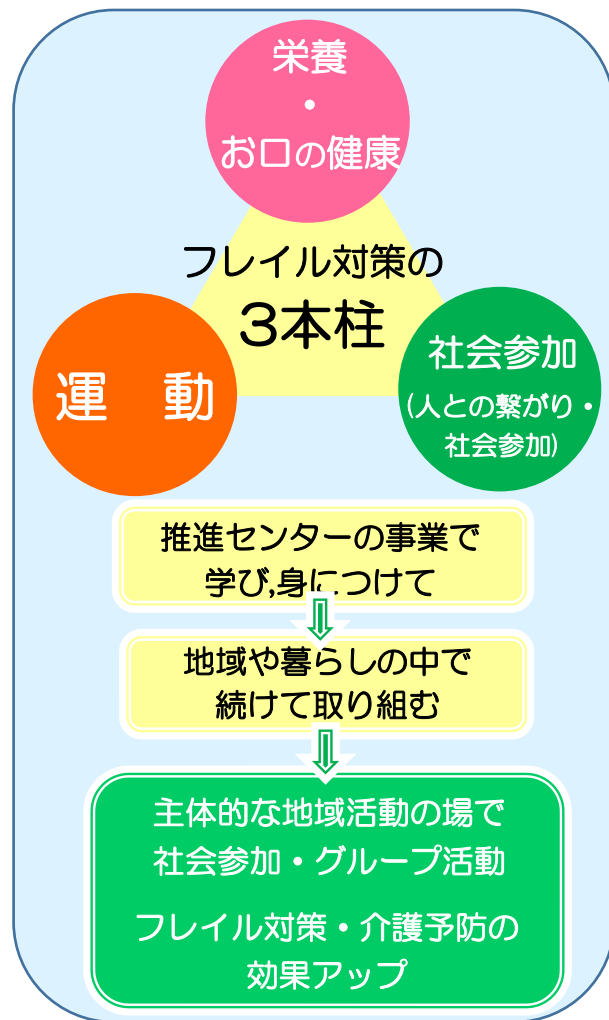 栄養
・
お口の健康
フレイル対策の
3本柱
運　動
社会参加
(人との繋がり・
社会参加)
推進センターの事業で
学び,身につけて
地域や暮らしの中で
続けて取り組む
主体的な地域活動の場で
社会参加・グループ活動
フレイル対策・介護予防の
効果アップ